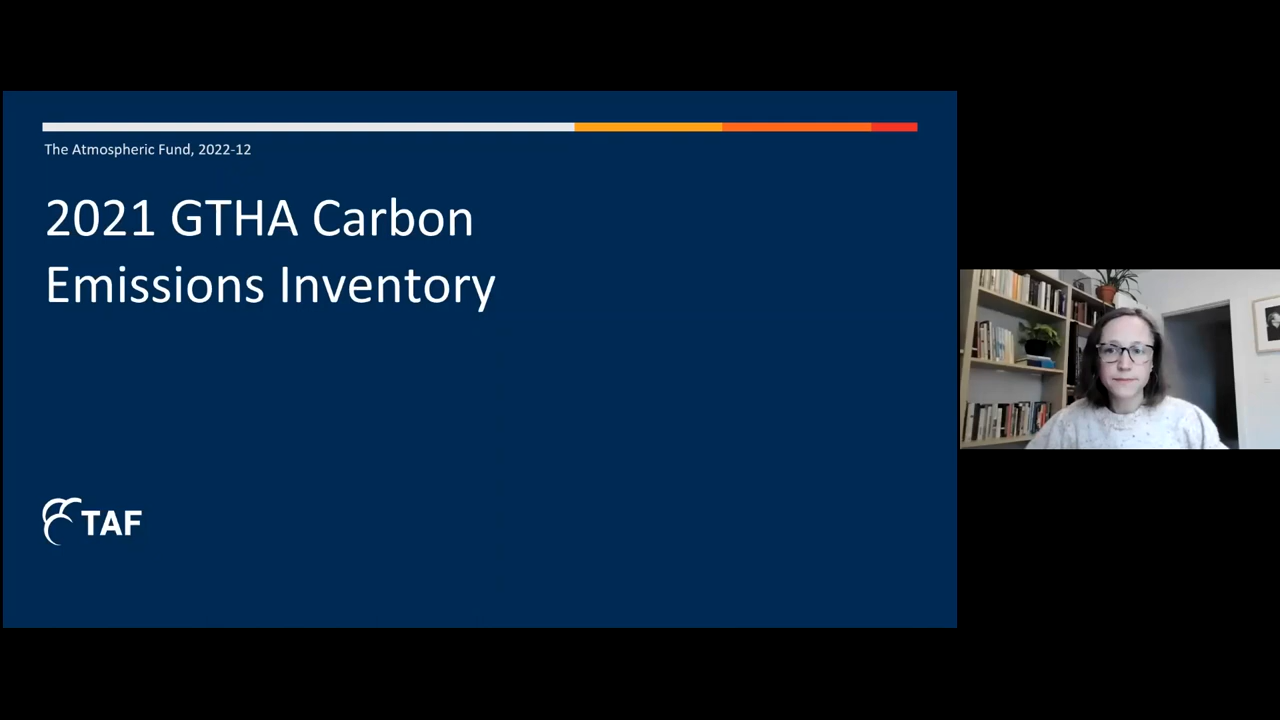 The Atmospheric Fund, 2022-12
2021 GTHA Carbon
Emissions Inventory
TAF